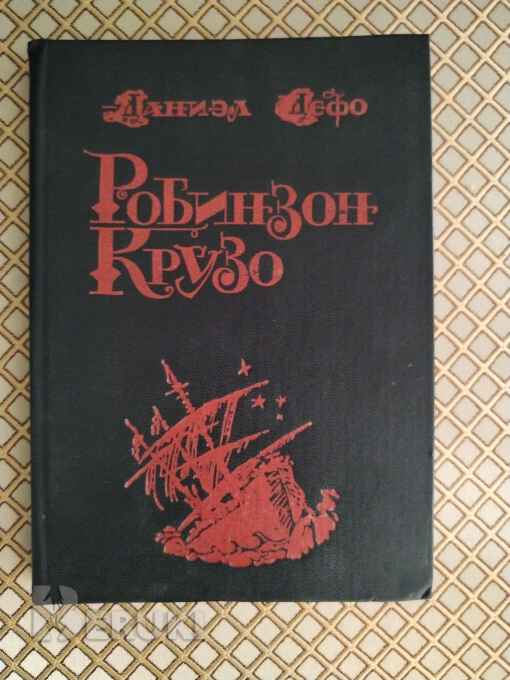 Даниэл Дефо
Робинзон
Крузо